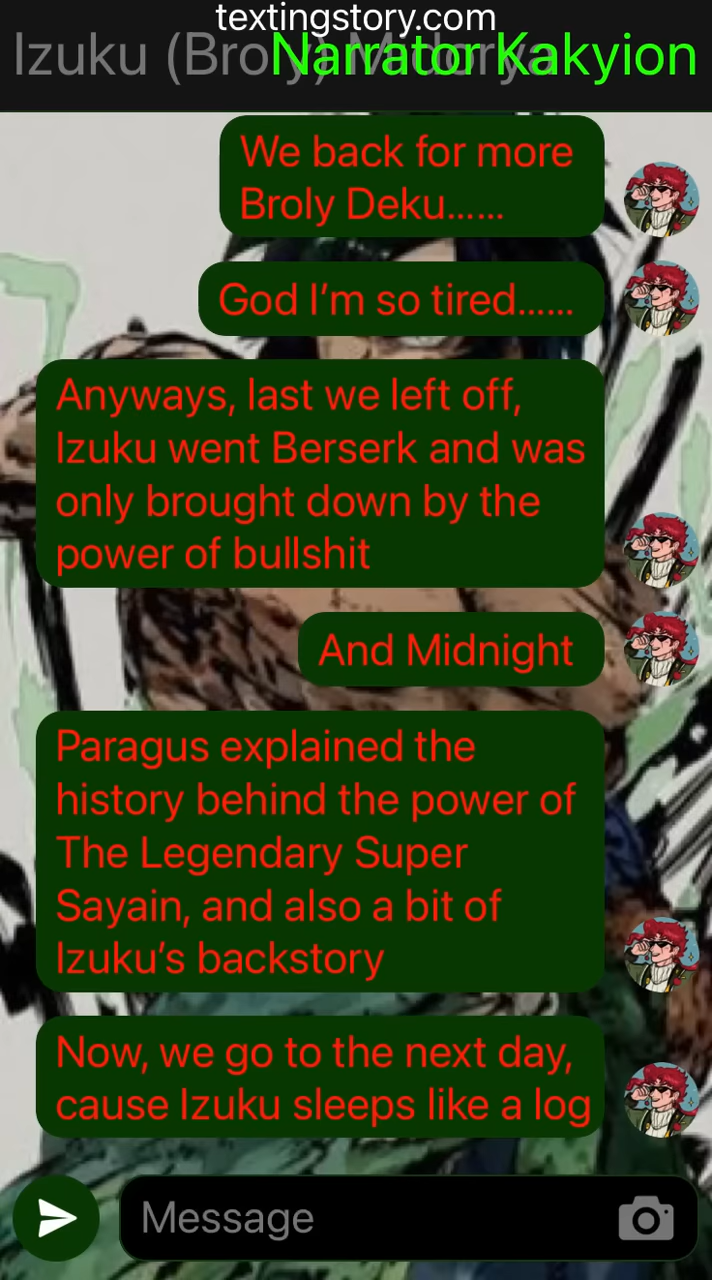 textingstory.com
Izuku (Broly) Midorya
Narrator Kakyion
We back for more
Broly Deku......
God I’m so tired......
Anyways, last we left off,
Izuku went Berserk and was
only brought down by the
power of bullshit
And Midnight
Paragus explained the
history behind the power of
The Legendary Super
Sayain, and also a bit of
Izuku’s backstory
Now, we go to the next day,
cause Izuku sleeps like a log
Message